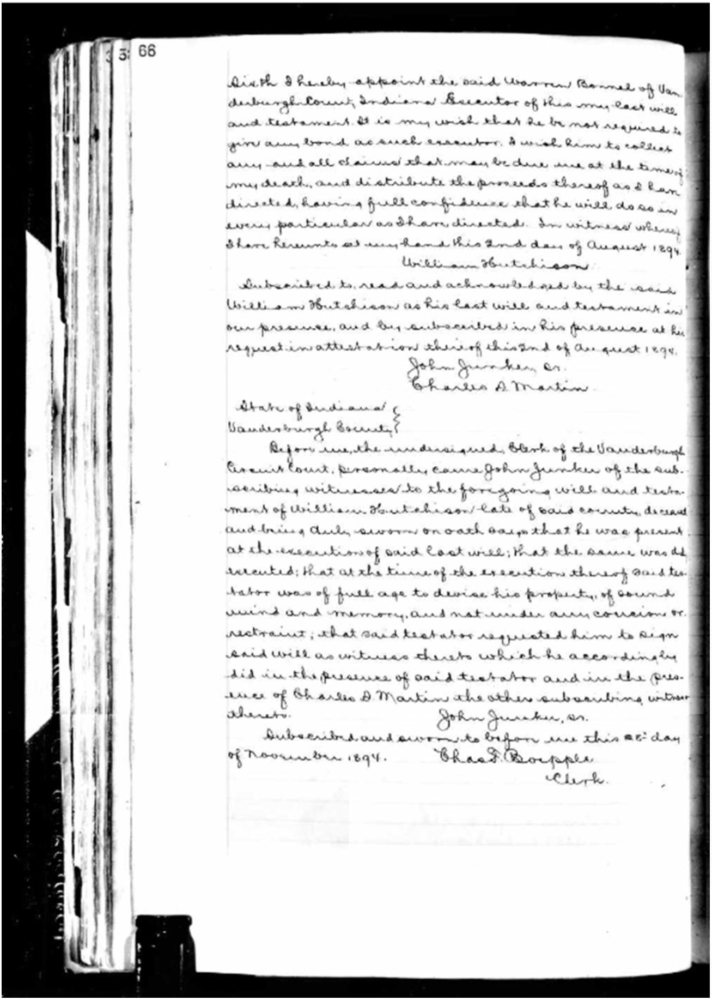 66
Sixth I hereby appoint the said Warren Bonnel of Van-
derburgh County Indiana Executor of this my last will
and testament. It is my wish that he be not required to
give any bond as such executor. I wish him to collect
any and all claims that may be due me at the time of
my death, and distribute the proceeds thereof as I have
directed, having full confidence that he will do so in
every particular as I have directed. In witness whereof
I have hereunto set my hand this 2nd day of August 1894.
William Hutchison
Subscribed to, read and acknowledged by the said
William Hutchison as his last will and testament in
our presence, and by subscribed in his presence at his
request in attestation thereof this 2nd of August 1894.
John Junker, sr.
Charles D. Martin
State of Indiana
Vanderburgh County
Before me, the undersigned, Clerk of the Vanderburgh
Circuit Court, personally came John Junker of the sub-
scribing witnesses to the foregoing will and testa-
ment of William Hutchison late of said county, deceased
and being duly sworn on oath says that he was present
at the execution of said last will; that the same was
executed; that at the time of the execution thereof said tes-
tator was of full age to devise his property, of sound
mind and memory, and not under any coercion or
restraint; that said testator requested him to sign
said will as witness thereto which he accordingly
did in the presence of said testator and in the pres-
ence of Charles D. Martin the other subscribing witness
thereto. John Junker, sr.
Subscribed and sworn to before me this day
of November 1894. Chas F. Boepple
Clerk.